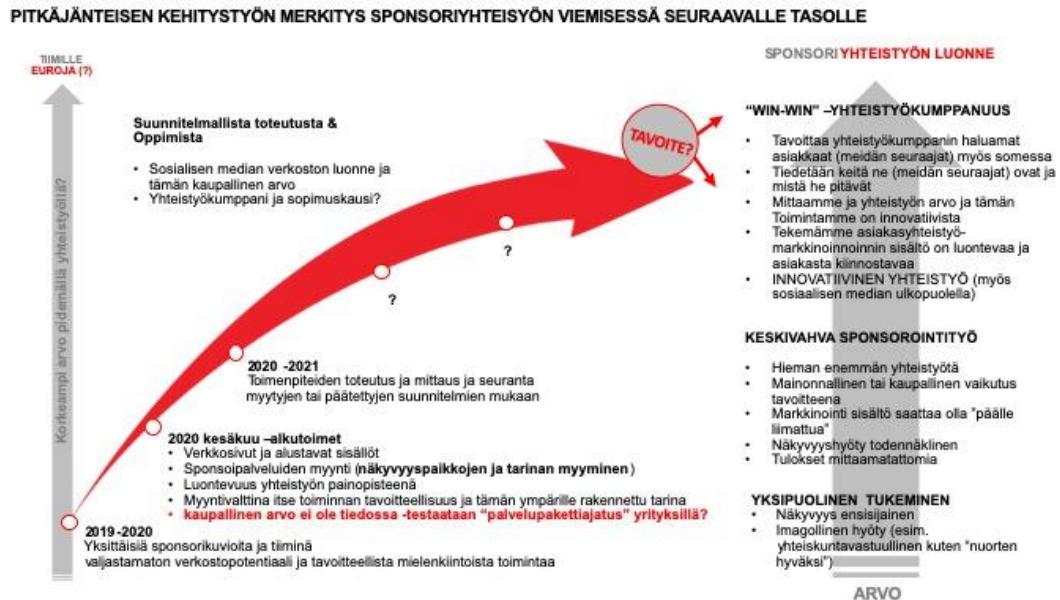 PITKÄJÄNTEISEN KEHITYSTYÖN MERKITYS SPONSORIYHTEISYÖN VIEMISESSÄ SEURAAVALLE TASOLLE
TIIMILLE
EUROJA (?)
Korkeampi arvo pidemällä yhteistyöllä?
Suunnitelmallista toteutusta &
Oppimista
• Sosialisen median verkoston luonne ja
tämän kaupallinen arvo
• Yhteistyökumppani ja sopimuskausi?
TAVOITE?
?
?
2020 -2021
Toimenpiteiden toteutus ja mittaus ja seuranta
myytyjen tai päätettyjen suunnitelmien mukaan
2020 kesäkuu –alkutoimet
• Verkkosivut ja alustavat sisällöt
• Sponsoipalveluiden myynti (näkyvyyspaikkojen ja tarinan myyminen)
• Luontevuus yhteistyön painopisteenä
• Myyntivalttina itse toiminnan tavoitteellisuus ja tämän ympärille rakennettu tarina
• kaupallinen arvo ei ole tiedossa -testaataan "palvelupakettiajatus" yrityksillä?
2019-2020
Yksittäisiä sponsorikuvioita ja tiiminä
valjastamaton verkostopotentiaali ja tavoitteellista mielenkiintoista toimintaa
SPONSORIYHTEISTYÖN LUONNE
"WIN-WIN" –YHTEISTYÖKUMPPANUUS
• Tavoittaa yhteistyökumppanin haluamat
asiakkaat (meidän seuraajat) myös somessa
• Tiedetään keitä ne (meidän seuraajat) ovat ja
mistä he pitävät
• Mittaamme ja yhteistyön arvo ja tämän
Toimintamme on innovatiivista
• Tekemämme asiakasyhteistyö-
markkinoinnoinnin sisältö on luontevaa ja
asiakasta kiinnostavaa
• INNOVATIIVINEN YHTEISTYÖ (myös
sosiaalisen median ulkopuolella)
KESKIVAHVA SPONSOROINTITYÖ
• Hieman enemmän yhteistyötä
• Mainonnallinen tai kaupallinen vaikutus
tavoitteena
• Markkinointi sisältö saattaa olla "päälle
liimattua"
• Näkyvyyshyöty todennäklinen
• Tulokset mittaamatattomia
YKSIPUOLINEN TUKEMINEN
• Näkyvyys ensisijainen
• Imagollinen hyöty (esim.
yhteiskuntavastuullinen kuten "nuorten
hyväksi")
ARVO